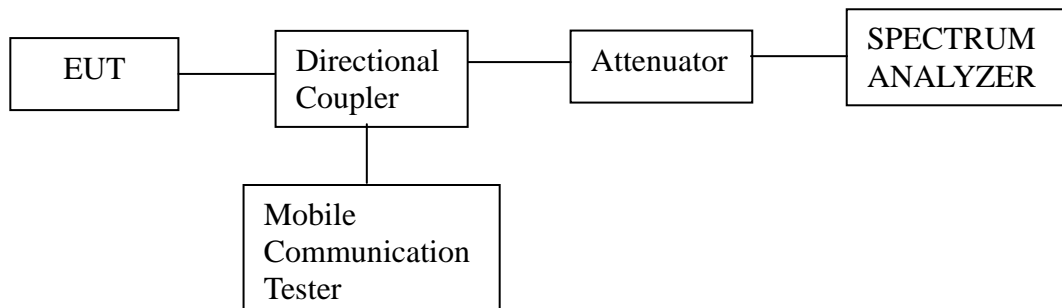 EUT
Directional
Coupler
Attenuator
SPECTRUM
ANALYZER
Mobile
Communication
Tester